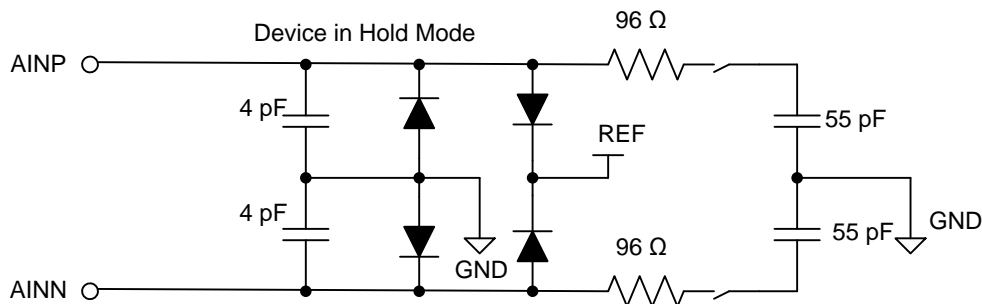 96 Ω
Device in Hold Mode
AINP
4 pF
55 pF
REF
4 pF
GND
55 pF
GND
96 Ω
AINN